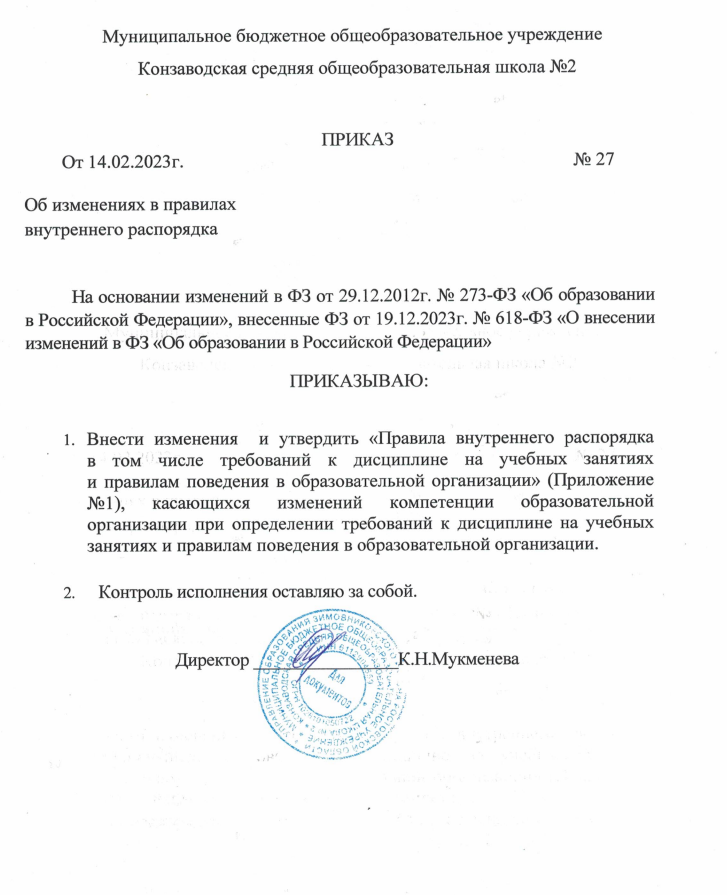 Муниципальное бюджетное общеобразовательное учреждение
Конзаводская средняя общеобразовательная школа №2
ПРИКАЗ
От 14.02.2023г. № 27
Об изменениях в правилах
внутреннего распорядка
На основании изменений в ФЗ от 29.12.2012г. № 273-ФЗ «Об образовании
в Российской Федерации», внесенные ФЗ от 19.12.2023г. № 618-ФЗ «О внесении
изменений в ФЗ «Об образовании в Российской Федерации»
ПРИКАЗЫВАЮ:
1. Внести изменения и утвердить «Правила внутреннего распорядка
в том числе требований к дисциплине на учебных занятиях
и правилам поведения в образовательной организации» (Приложение
№1), касающихся изменений компетенции образовательной
организации при определении требований к дисциплине на учебных
занятиях и правилам поведения в образовательной организации.
2. Контроль исполнения оставляю за собой.
Директор К.Н.Мукменева
Для
документов